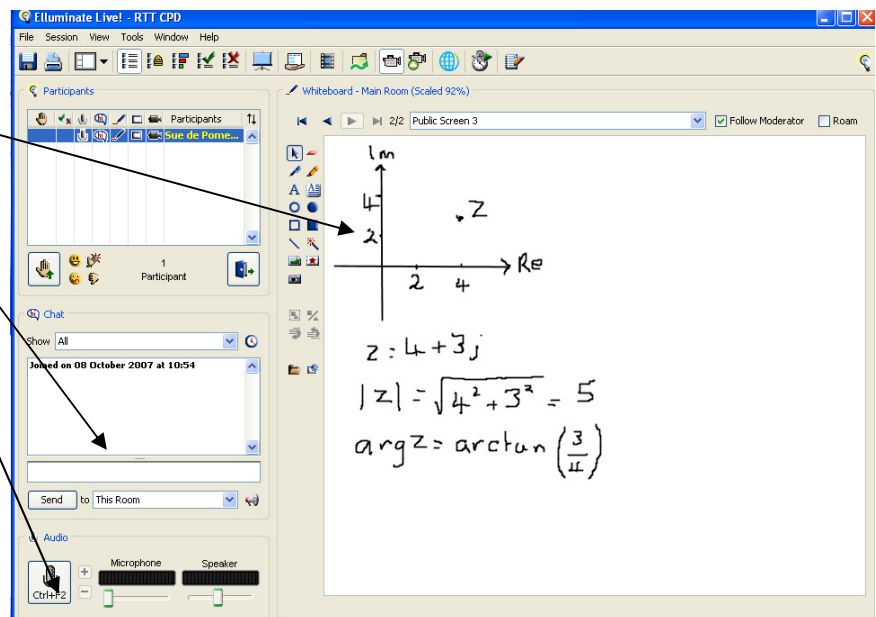 Elluminate Live! - RTT CPD
File Session View Tools Window Help
Participants
Participants
Sue de Pome...
1
Participant
Chat
Show All
Joined on 08 October 2007 at 10:54
Send to This Room
Audio
Microphone Speaker
Ctrl+F2
Whiteboard - Main Room (Scaled 92%)
2/2 Public Screen 3 Follow Moderator Roam
A A
Im
4
z
2
Re
2 4
z = 4 + 3j
|z| = √(4² + 3²) = 5
arg z = arctan (3/4)